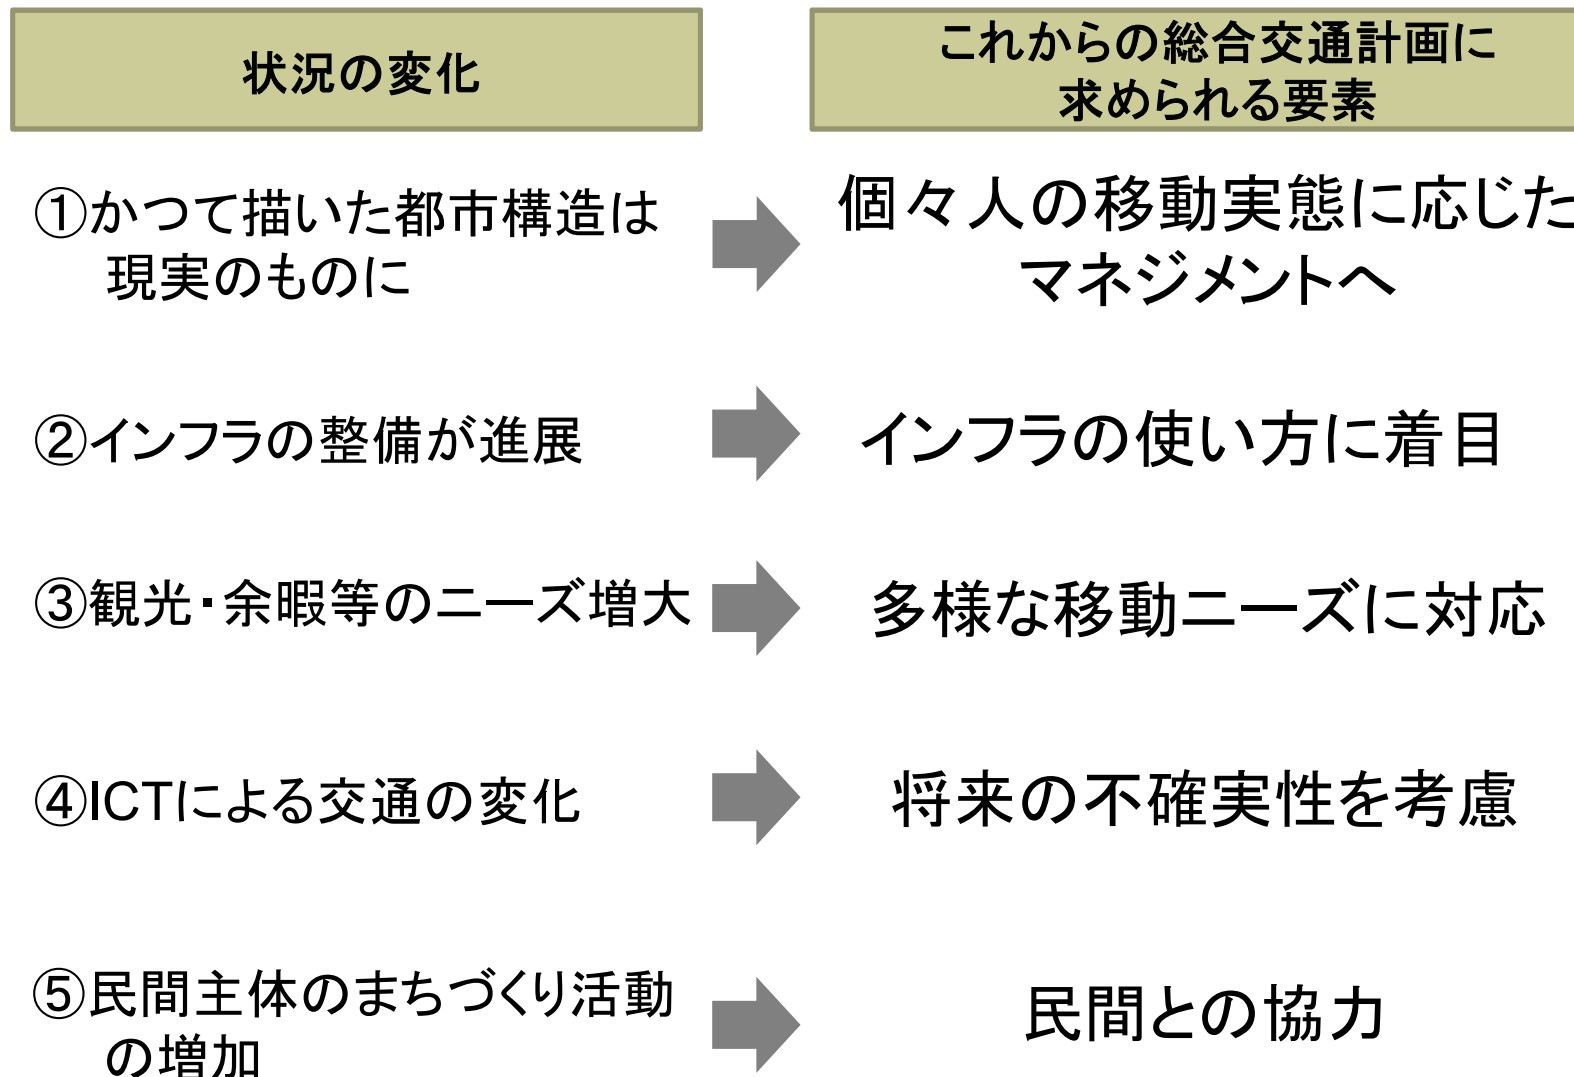 状況の変化
これからの総合交通計画に
求められる要素
①かつて描いた都市構造は
現実のものに
個々人の移動実態に応じた
マネジメントへ
②インフラの整備が進展
インフラの使い方に着目
③観光・余暇等のニーズ増大
多様な移動ニーズに対応
④ICTによる交通の変化
将来の不確実性を考慮
⑤民間主体のまちづくり活動
の増加
民間との協力